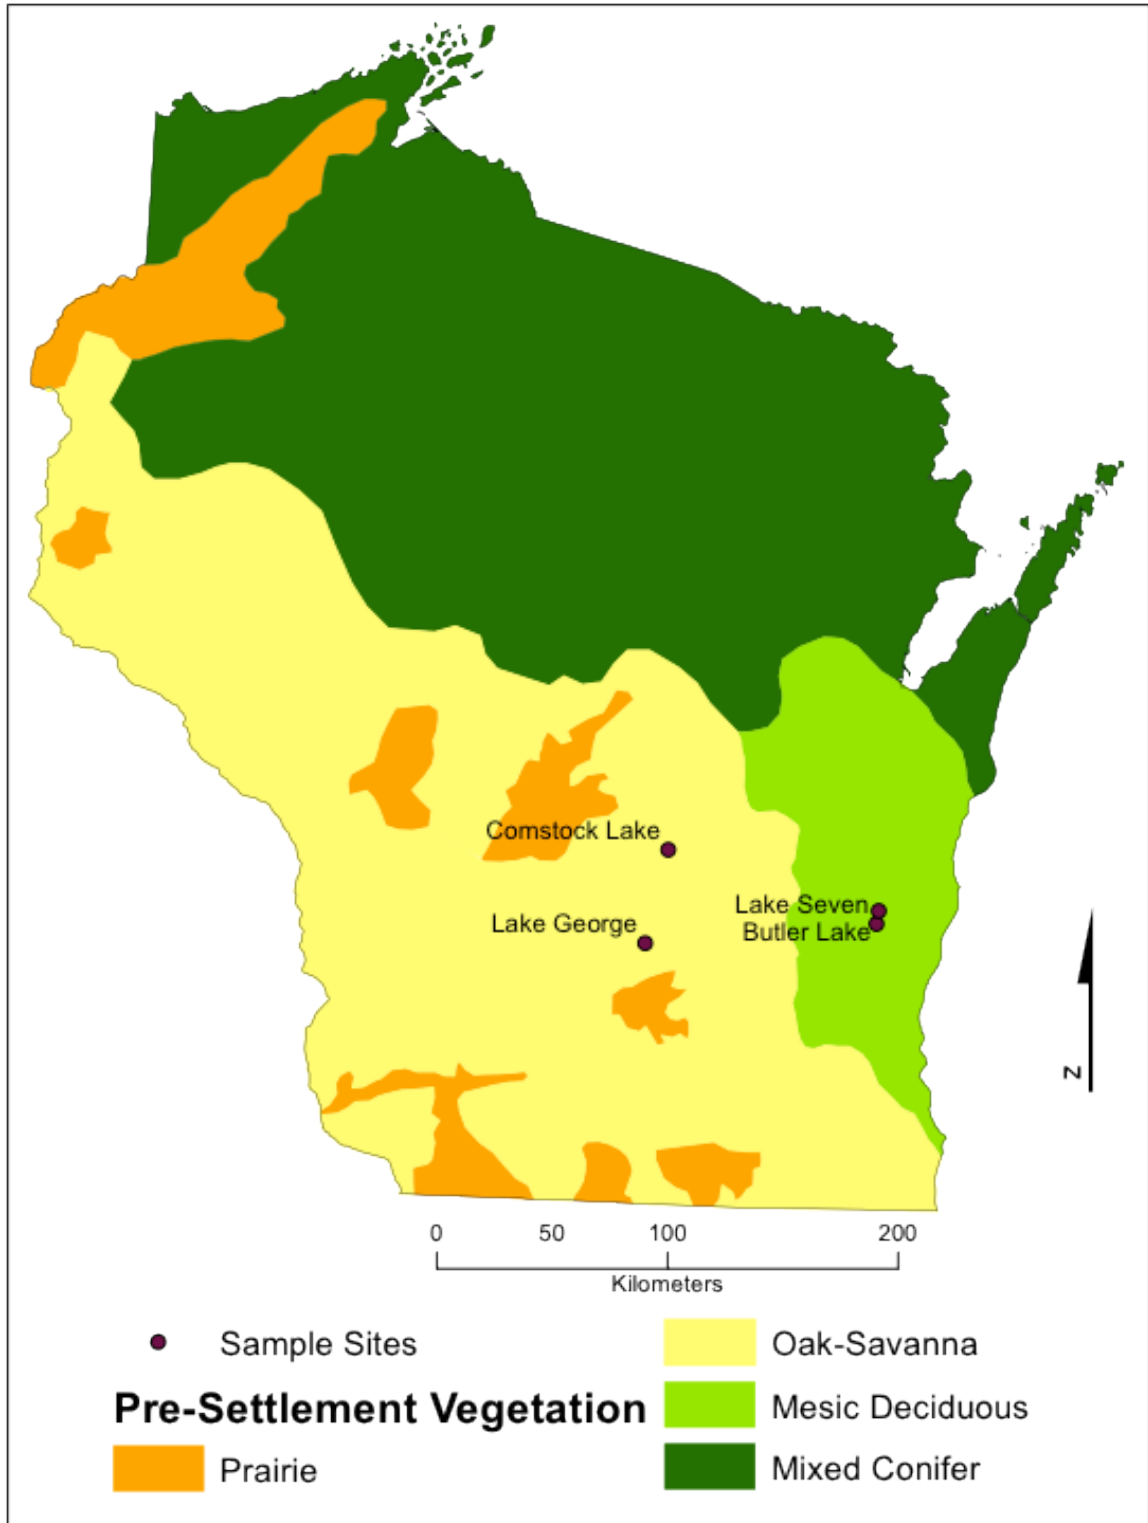 Comstock Lake
Lake Seven
Lake George
Butler Lake
N
0 50 100 200
Kilometers
Sample Sites
Pre-Settlement Vegetation
Prairie
Oak-Savanna
Mesic Deciduous
Mixed Conifer